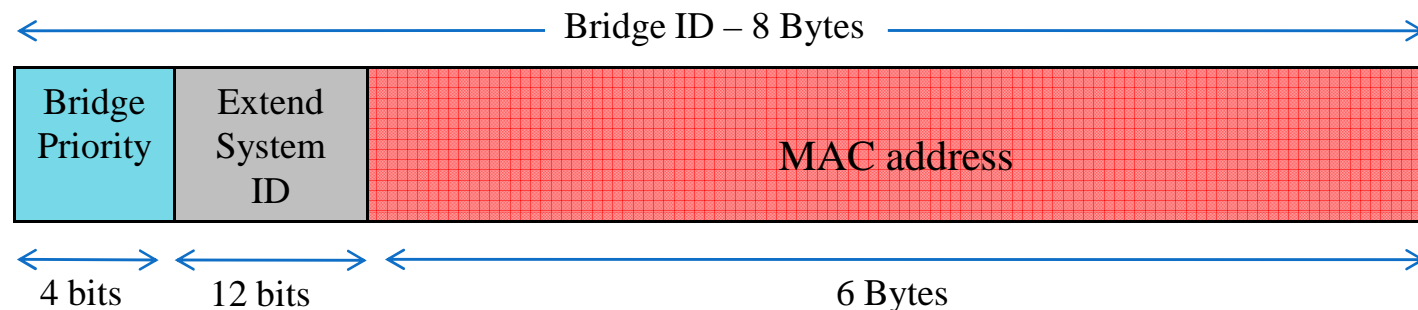 Bridge ID – 8 Bytes
Bridge
Priority
Extend
System
ID
MAC address
4 bits
12 bits
6 Bytes